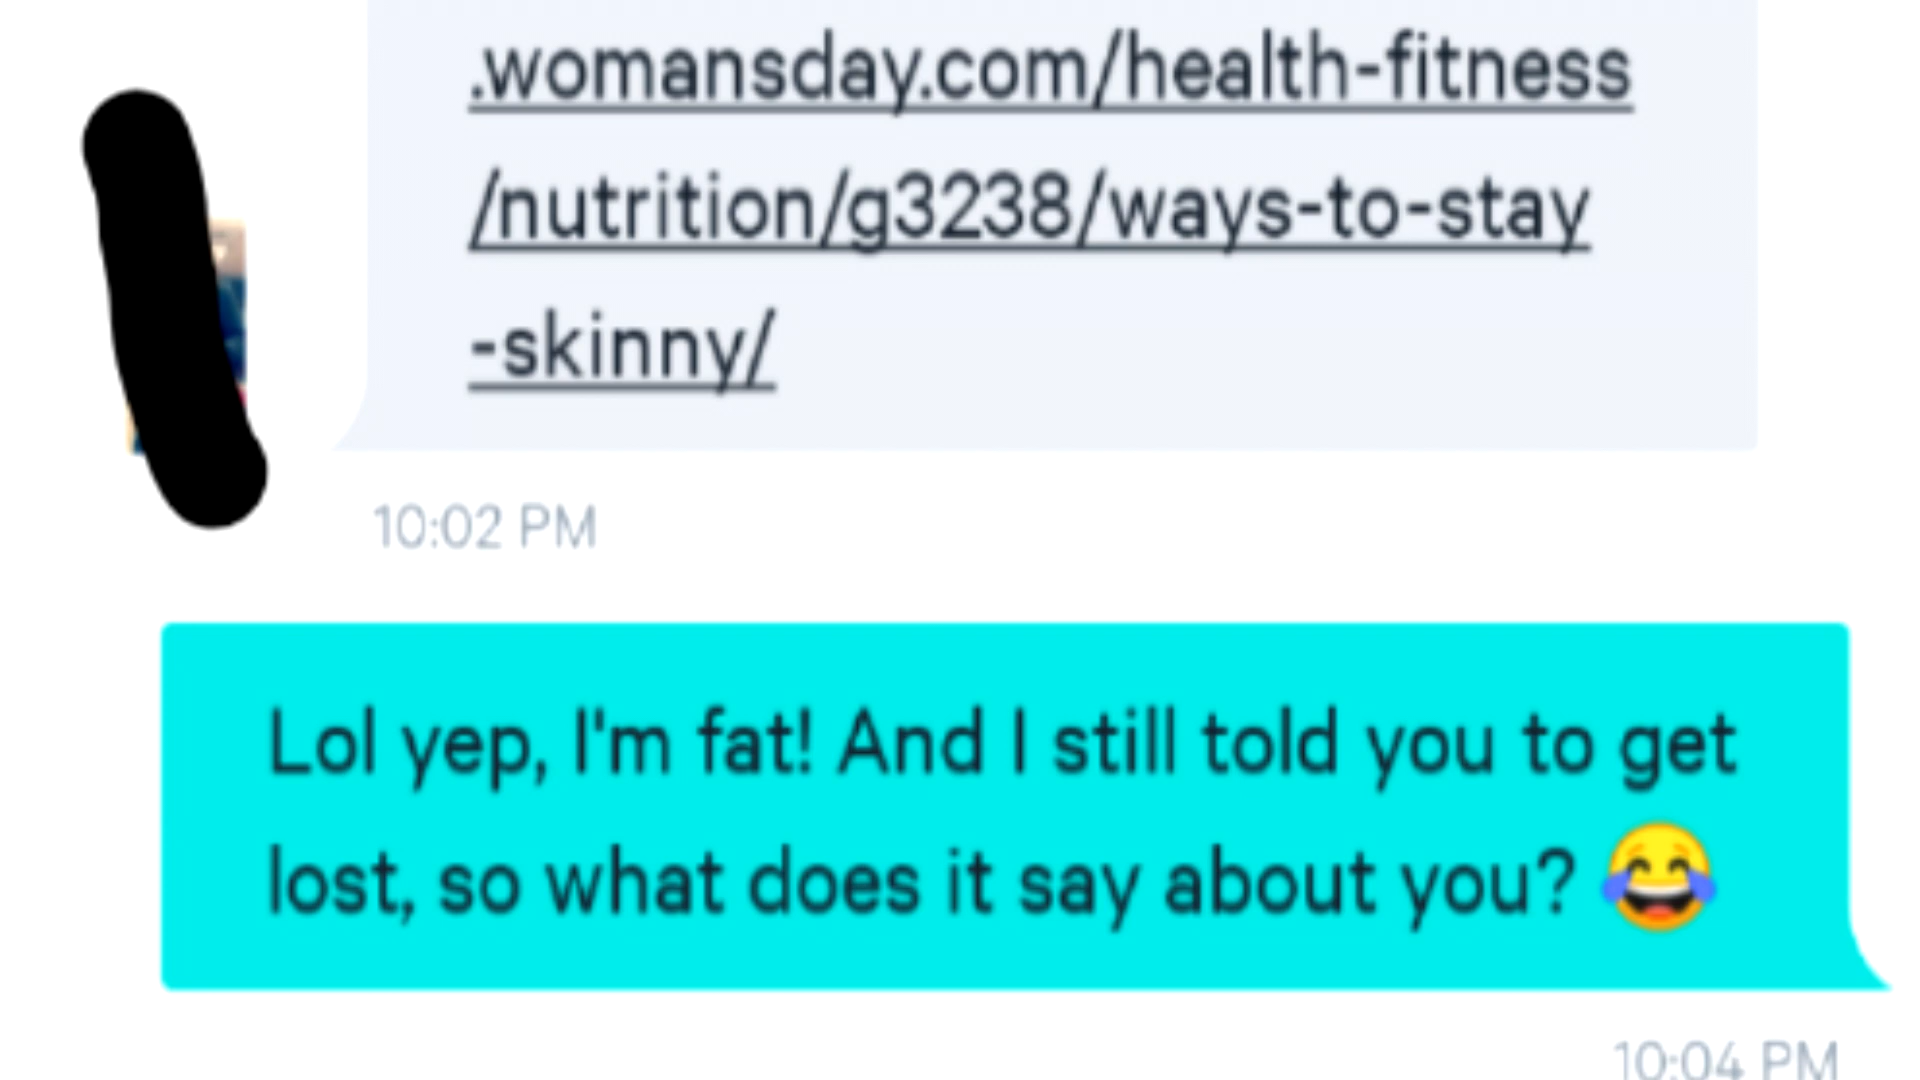 .womansday.com/health-fitness
/nutrition/g3238/ways-to-stay
-skinny/
10:02 PM
Lol yep, I'm fat! And I still told you to get
lost, so what does it say about you? 😂
10:04 PM